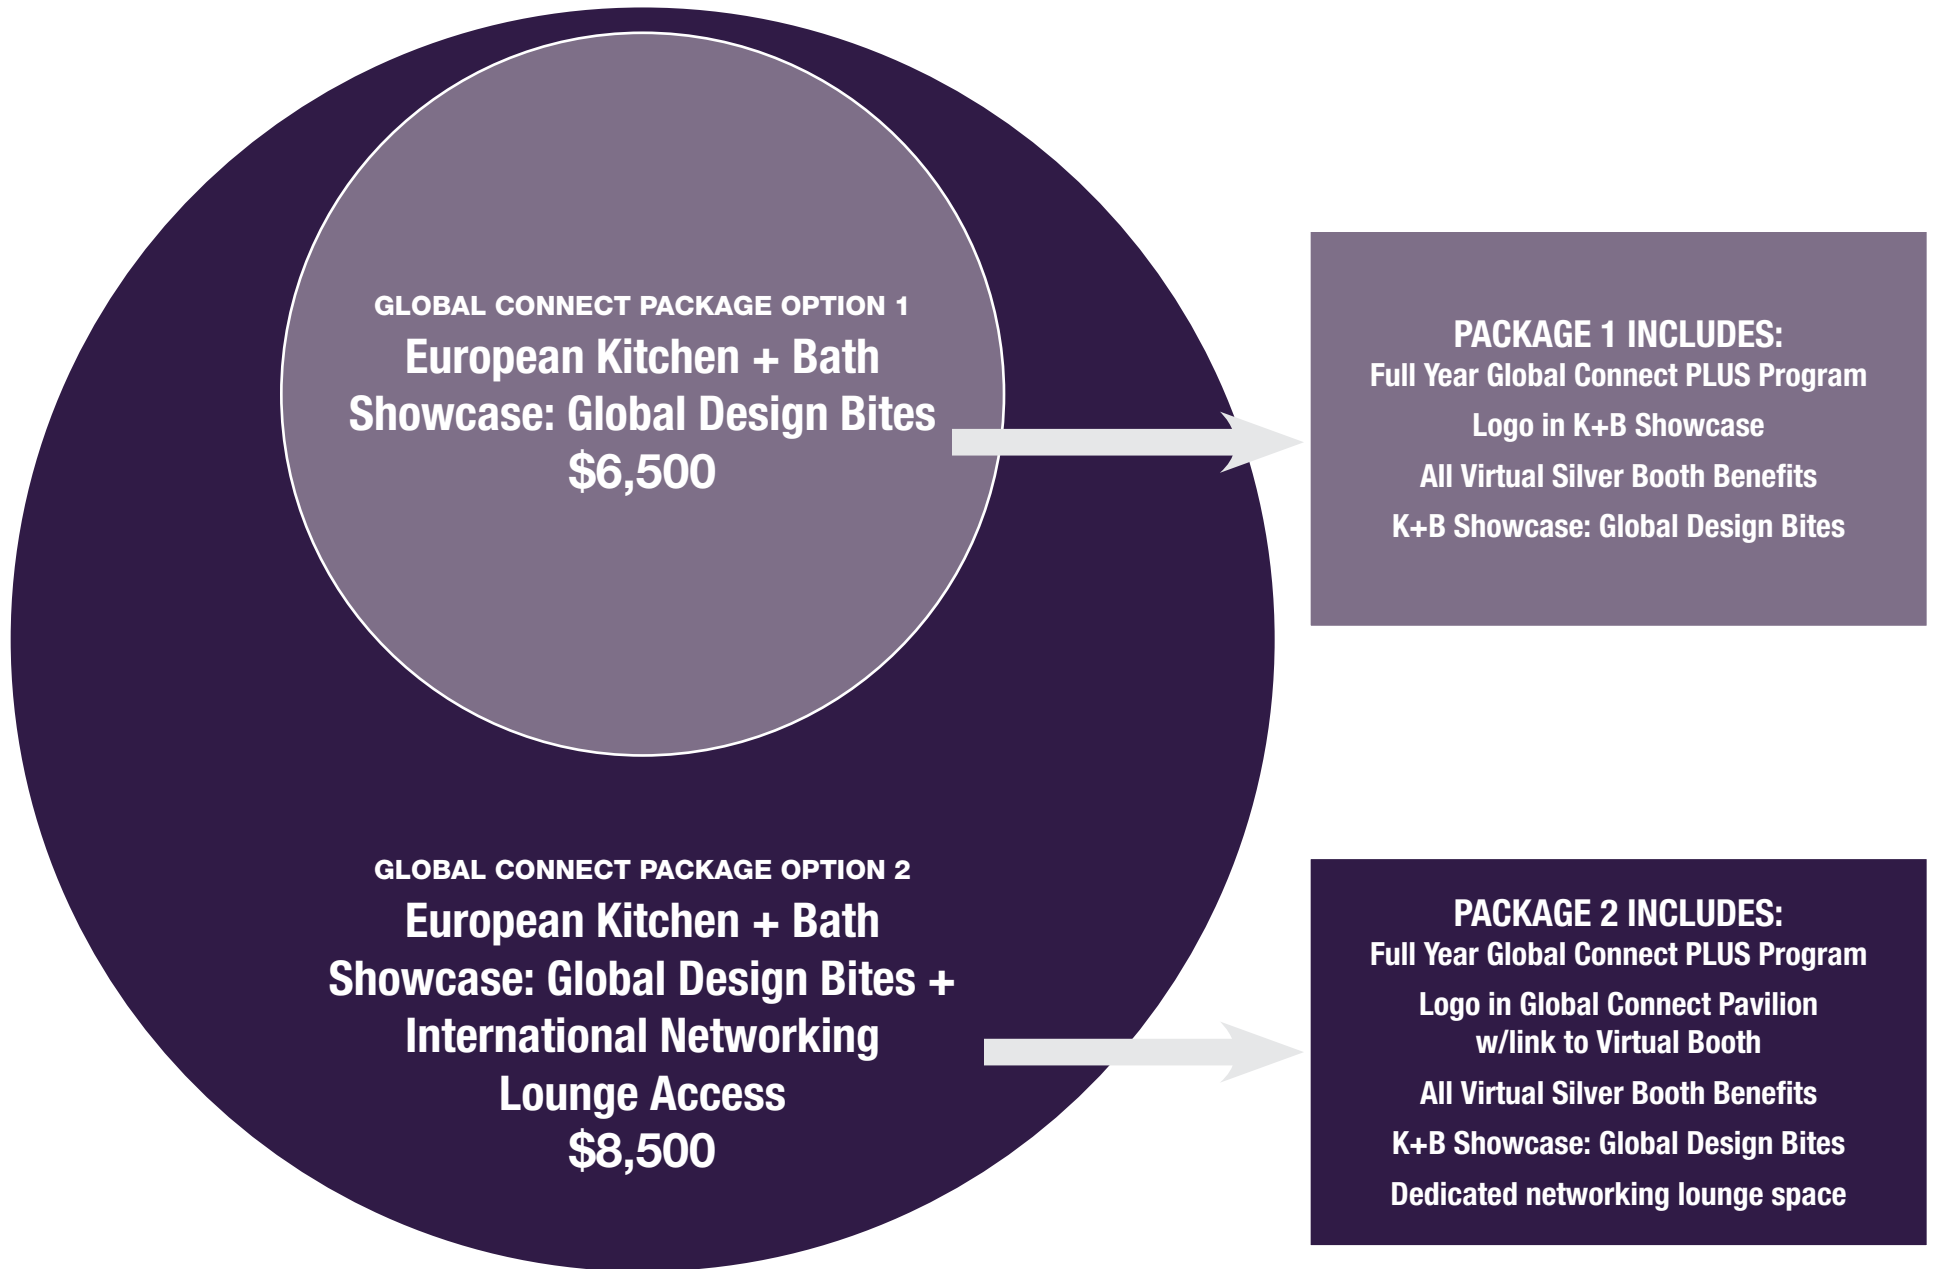 GLOBAL CONNECT PACKAGE OPTION 1
European Kitchen + Bath
Showcase: Global Design Bites
$6,500
PACKAGE 1 INCLUDES:
Full Year Global Connect PLUS Program
Logo in K+B Showcase
All Virtual Silver Booth Benefits
K+B Showcase: Global Design Bites
GLOBAL CONNECT PACKAGE OPTION 2
European Kitchen + Bath
Showcase: Global Design Bites +
International Networking
Lounge Access
$8,500
PACKAGE 2 INCLUDES:
Full Year Global Connect PLUS Program
Logo in Global Connect Pavilion
w/link to Virtual Booth
All Virtual Silver Booth Benefits
K+B Showcase: Global Design Bites
Dedicated networking lounge space